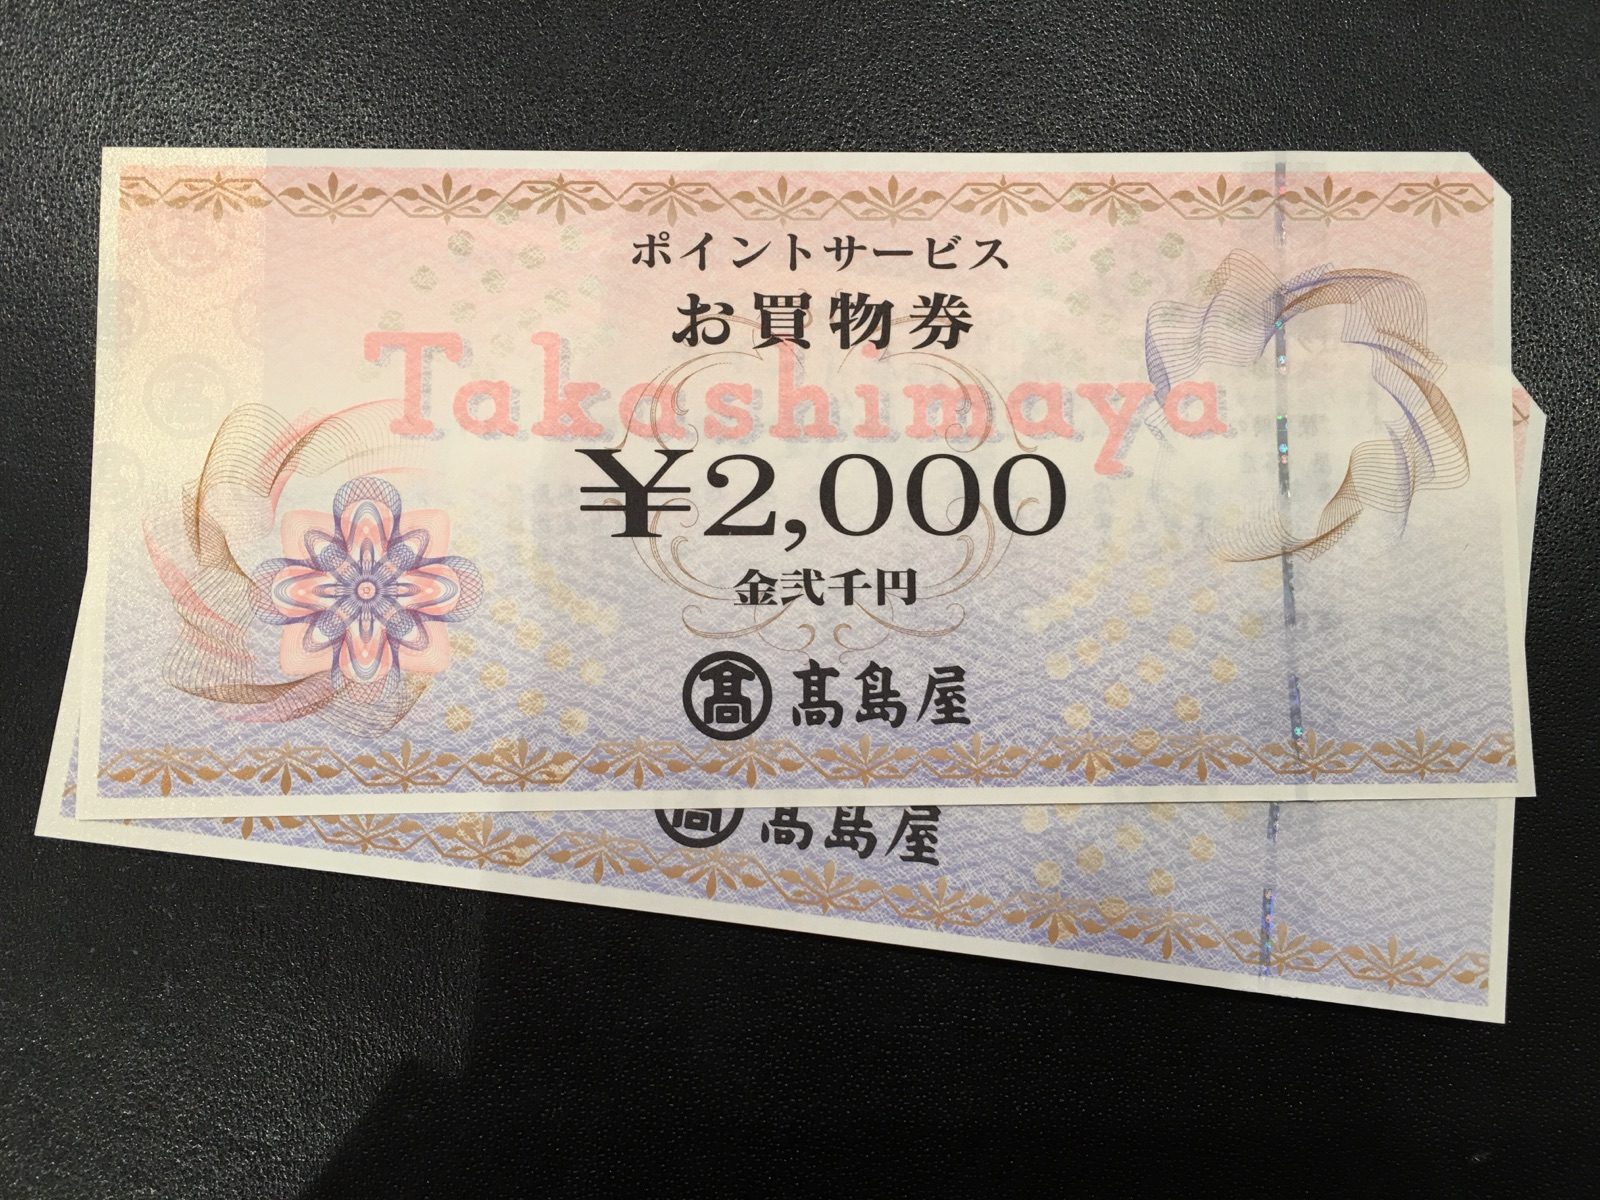 ポイントサービス
お買物券
Takashimaya
¥2,000
金弐千円
髙 髙島屋
髙島屋